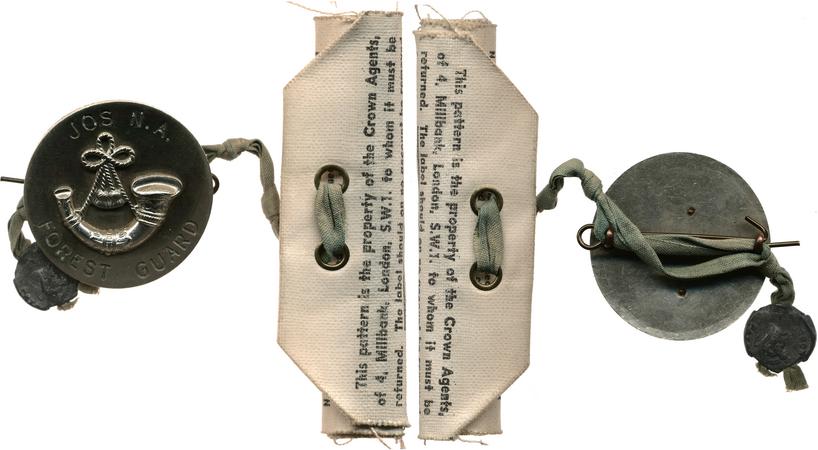 JOS N.A.
FOREST GUARD
This pattern is the property of the Crown Agents,
of 4, Millbank, London, S.W.1. to whom it must be
returned. The label should
This pattern is the property of the Crown Agents,
of 4, Millbank, London, S.W.1. to whom it must be
returned. The label should